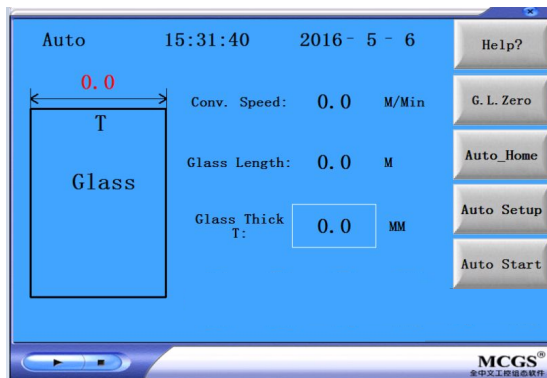 Auto 15:31:40 2016- 5 - 6
Help?
0.0
T
Glass
Conv. Speed: 0.0 M/Min
G.L.Zero
Glass Length: 0.0 M
Auto_Home
Glass Thick
T: 0.0 MM
Auto Setup
Auto Start
MCGS®
全中文工控组态软件